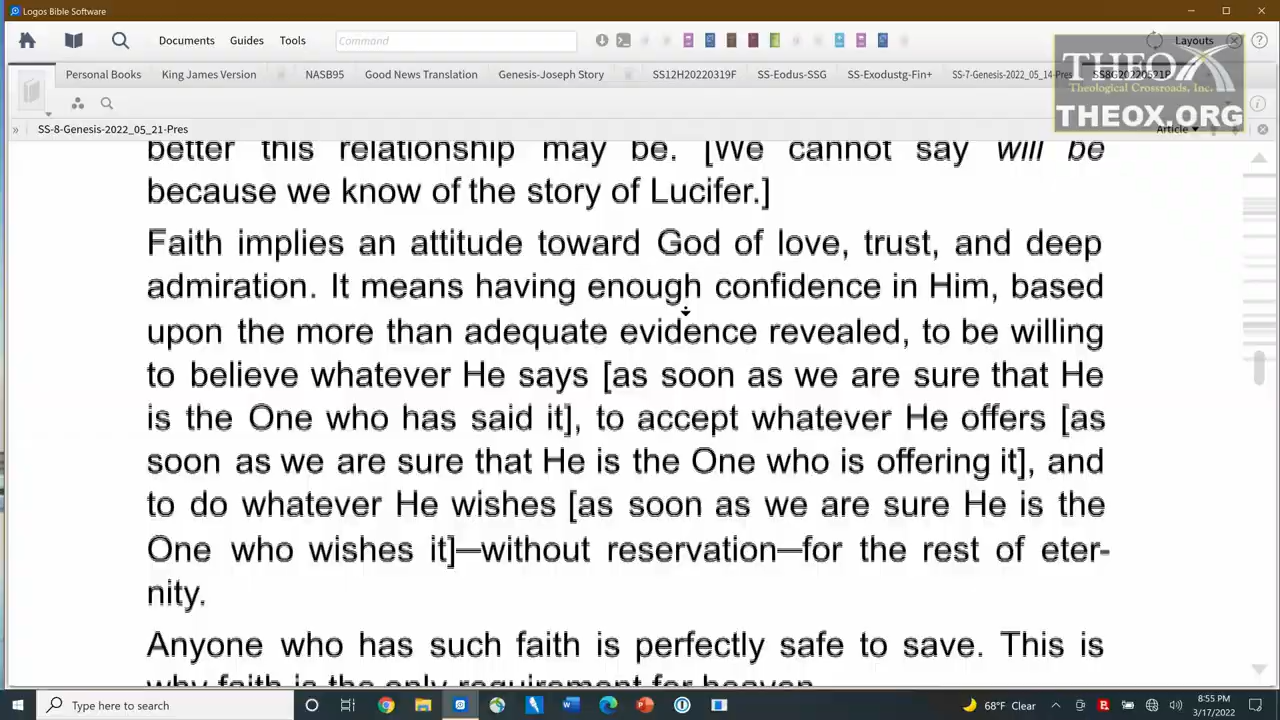 Logos Bible Software
Documents Guides Tools Command Layouts
Personal Books King James Version NASB95 Good News Translation Genesis-Joseph Story SS12H20220319F SS-Eodus-SSG SS-Exodustg-Fin+ SS-7-Genesis-2022_05_14-Pres SS8G20220521P
THEOX
Theological Crossroads, Inc.
THEOX.ORG
SS-8-Genesis-2022_05_21-Pres Article
better this relationship may be. [We cannot say will be
because we know of the story of Lucifer.]
Faith implies an attitude toward God of love, trust, and deep
admiration. It means having enough confidence in Him, based
upon the more than adequate evidence revealed, to be willing
to believe whatever He says [as soon as we are sure that He
is the One who has said it], to accept whatever He offers [as
soon as we are sure that He is the One who is offering it], and
to do whatever He wishes [as soon as we are sure He is the
One who wishes it]—without reservation—for the rest of eter-
nity.
Anyone who has such faith is perfectly safe to save. This is
why faith is the only requirement for heaven.
Type here to search 68°F Clear 8:55 PM
3/17/2022